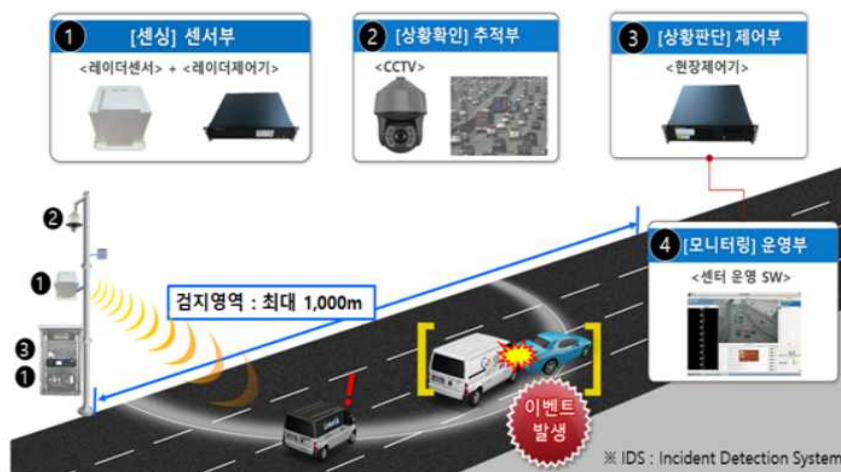 1 [센싱] 센서부
<레이더센서> + <레이더제어기>
2 [상황확인] 추적부
<CCTV>
3 [상황판단] 제어부
<현장제어기>
4 [모니터링] 운영부
<센터 운영 SW>
2
1
3
1
검지영역 : 최대 1,000m
!
이벤트
발생
※ IDS : Incident Detection System